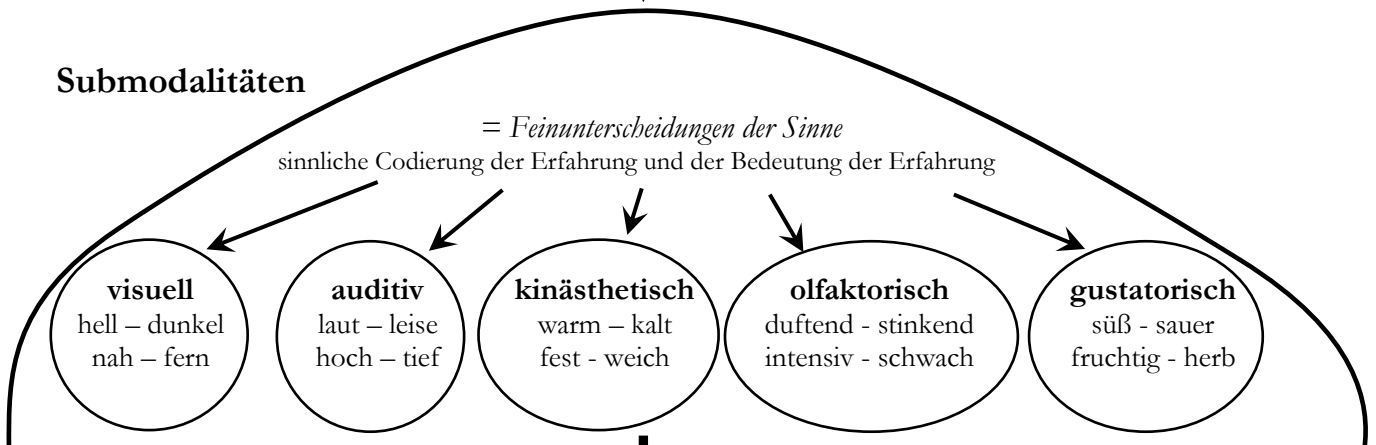 Submodalitäten
= Feinunterscheidungen der Sinne
sinnliche Codierung der Erfahrung und der Bedeutung der Erfahrung
visuell
hell – dunkel
nah – fern
auditiv
laut – leise
hoch – tief
kinästhetisch
warm – kalt
fest - weich
olfaktorisch
duftend - stinkend
intensiv - schwach
gustatorisch
süß - sauer
fruchtig - herb